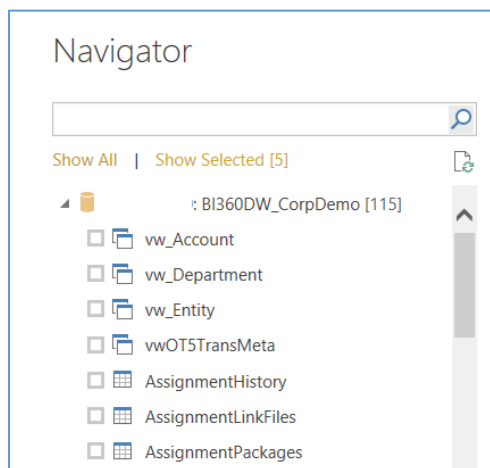 Navigator
Show All | Show Selected [5]
: BI360DW_CorpDemo [115]
vw_Account
vw_Department
vw_Entity
vwOT5TransMeta
AssignmentHistory
AssignmentLinkFiles
AssignmentPackages